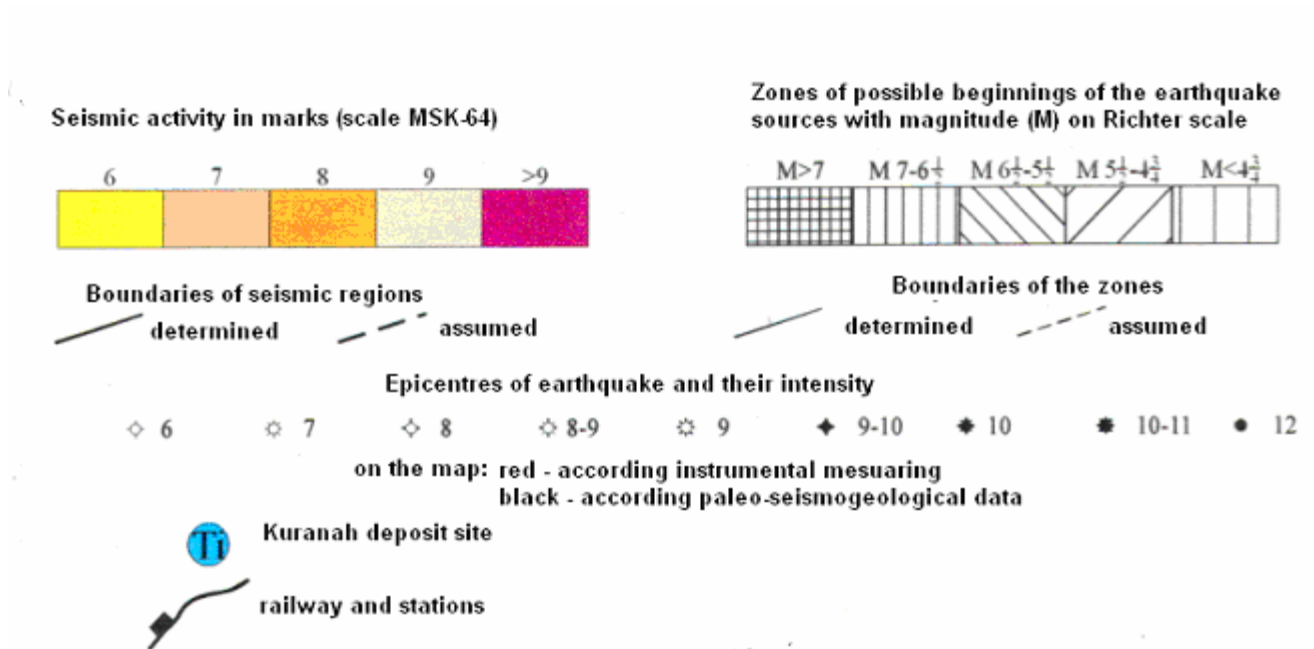 Seismic activity in marks (scale MSK-64)
6 7 8 9 >9
Boundaries of seismic regions
determined assumed
Zones of possible beginnings of the earthquake
sources with magnitude (M) on Richter scale
M>7 M 7-6½ M 6½-5½ M 5½-4¾ M<4¾
Boundaries of the zones
determined assumed
Epicentres of earthquake and their intensity
6 7 8 8-9 9 9-10 10 10-11 12
on the map: red - according instrumental mesuaring
black - according paleo-seismogeological data
Ti Kuranah deposit site
railway and stations